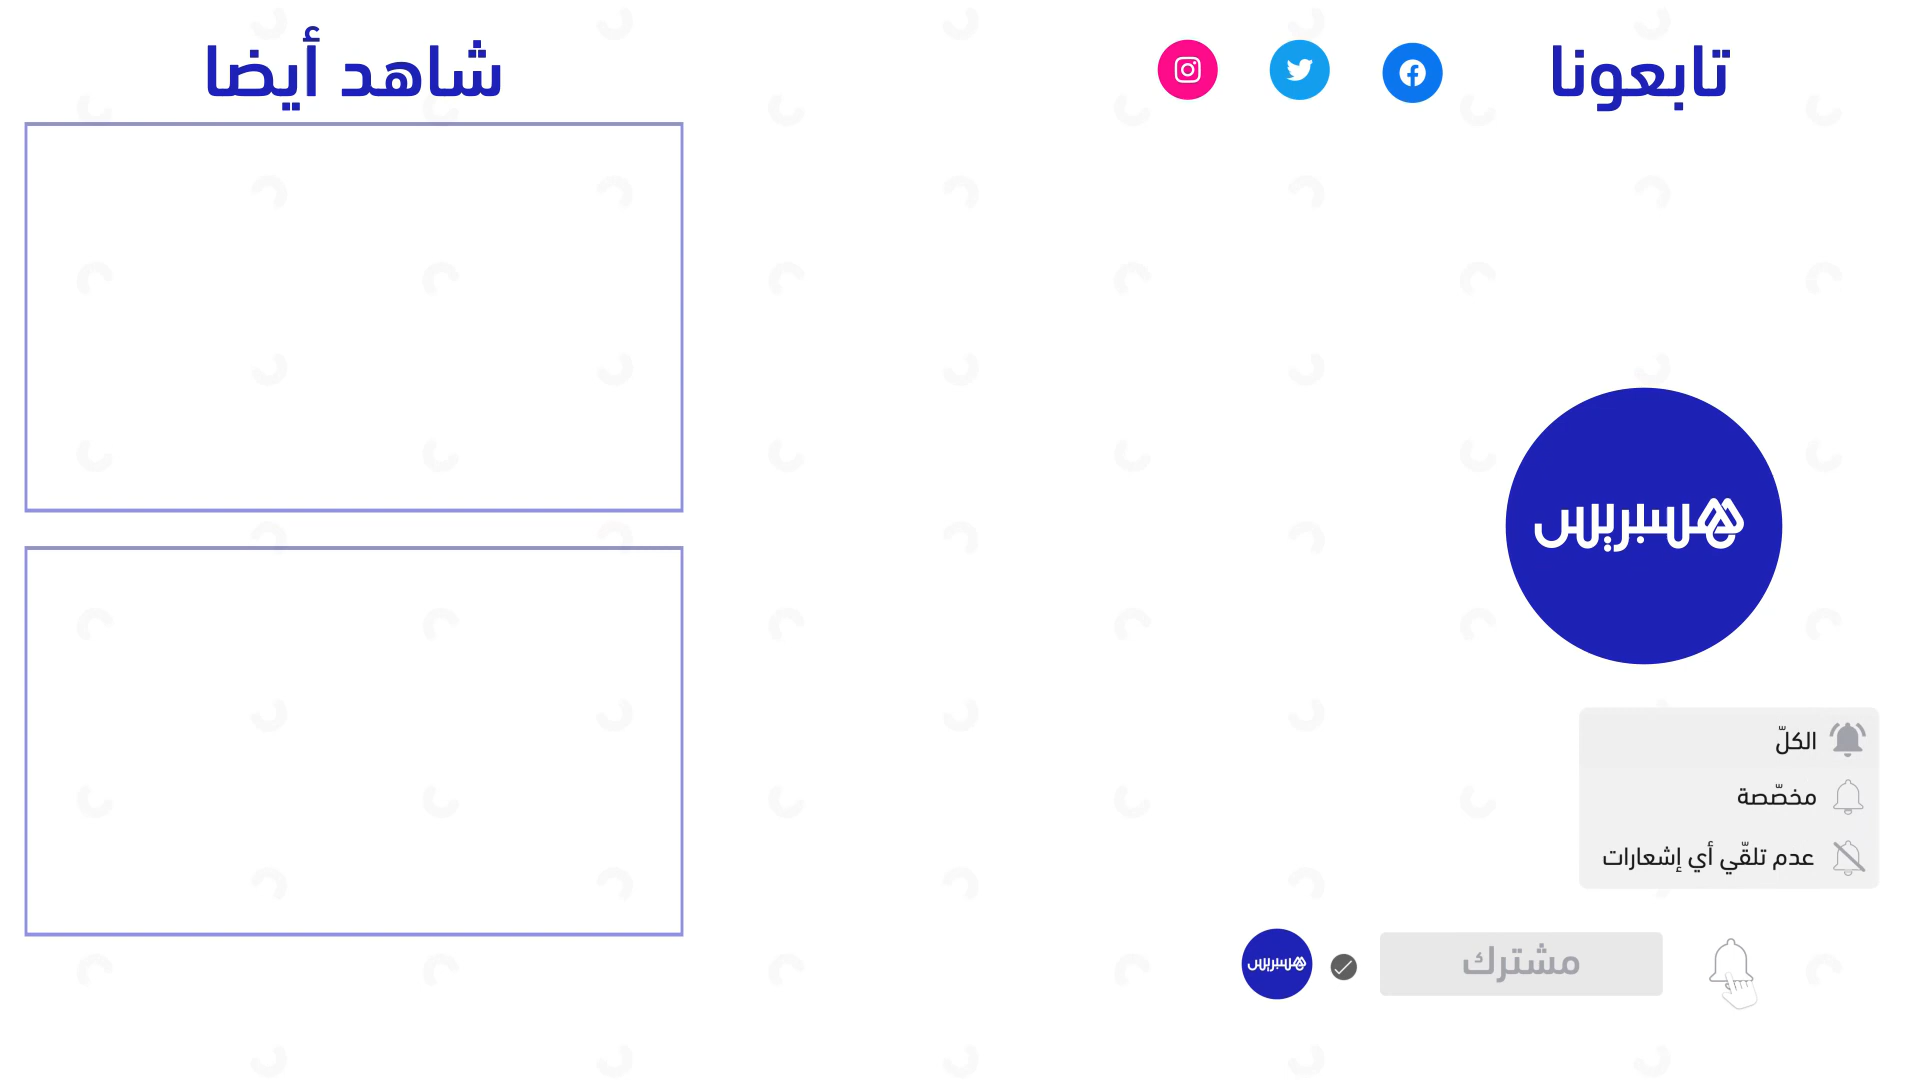 تابعونا
شاهد أيضا
هسبريس
الكلّ
مخصّصة
عدم تلقّي أي إشعارات
مشترك
هسبريس